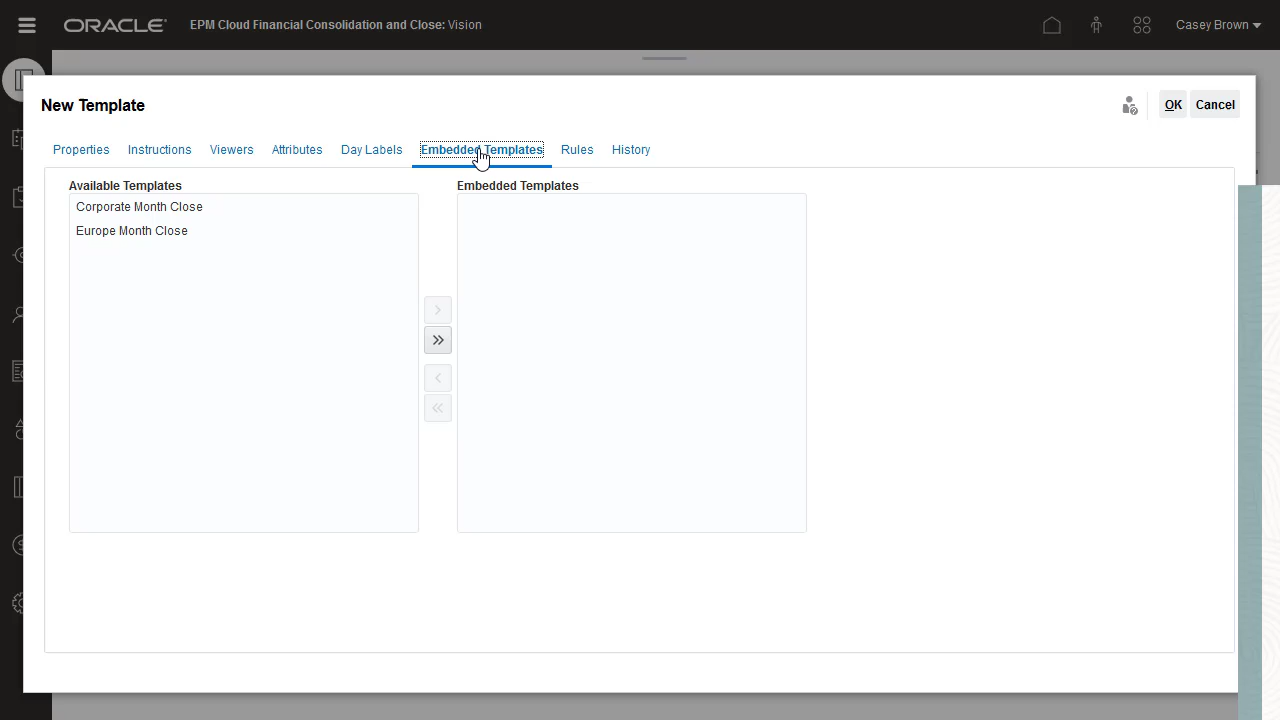 ORACLE EPM Cloud Financial Consolidation and Close: Vision Casey Brown
New Template OK Cancel
Properties Instructions Viewers Attributes Day Labels Embedded Templates Rules History
Available Templates Embedded Templates
Corporate Month Close
Europe Month Close